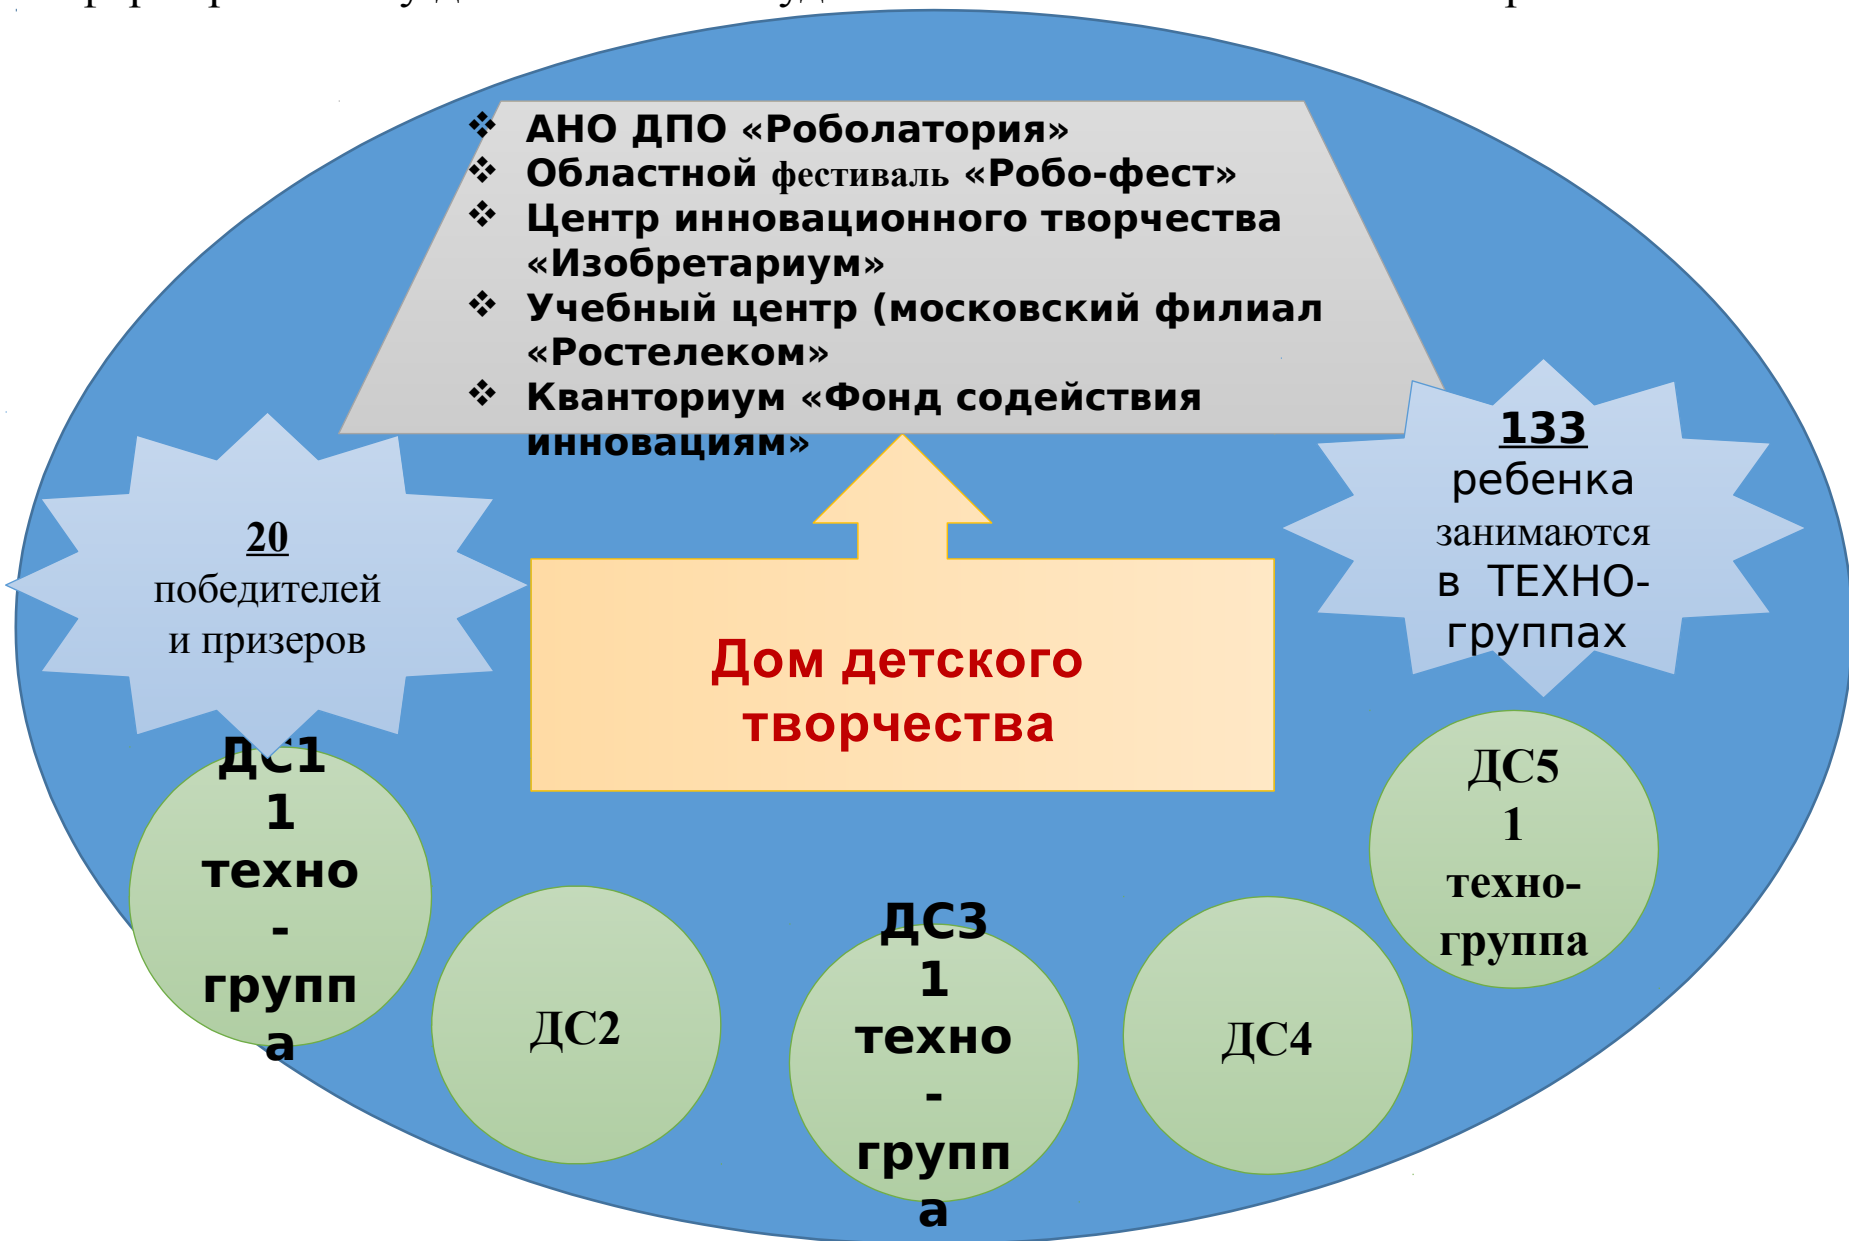 ❖ АНО ДПО «Роболатория»
❖ Областной фестиваль «Робо-фест»
❖ Центр инновационного творчества
«Изобретариум»
❖ Учебный центр (московский филиал
«Ростелеком»
❖ Кванториум «Фонд содействия
инновациям»
133
ребенка
занимаются
в ТЕХНО-
группах
20
победителей
и призеров
Дом детского
творчества
ДС1
1
техно
-
групп
а
ДС2
ДС3
1
техно
-
групп
а
ДС4
ДС5
1
техно-
группа